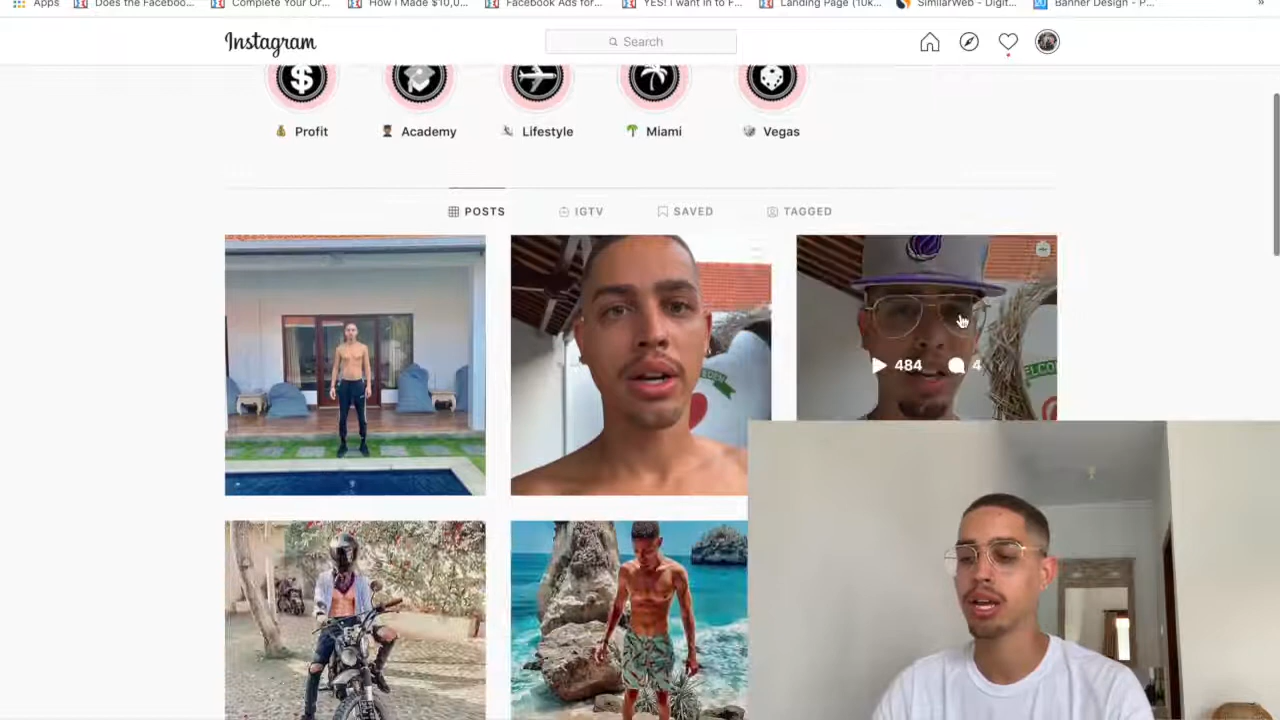 Apps Does the Faceboo... Complete Your Or... How I Made $10,0... Facebook Ads for... YES! I want in to F... Landing Page (10k... SimilarWeb - Digit... Banner Design - P... »
Instagram Search
Profit Academy Lifestyle Miami Vegas
POSTS IGTV SAVED TAGGED
484 4